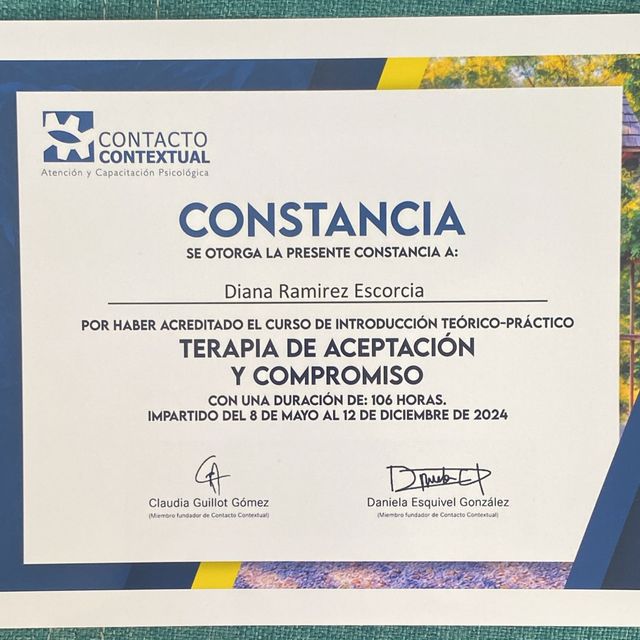 CONTACTO
CONTEXTUAL
Atención y Capacitación Psicológica
CONSTANCIA
SE OTORGA LA PRESENTE CONSTANCIA A:
Diana Ramirez Escorcia
POR HABER ACREDITADO EL CURSO DE INTRODUCCIÓN TEÓRICO-PRÁCTICO
TERAPIA DE ACEPTACIÓN
Y COMPROMISO
CON UNA DURACIÓN DE: 106 HORAS.
IMPARTIDO DEL 8 DE MAYO AL 12 DE DICIEMBRE DE 2024
Claudia Guillot Gómez
(Miembro fundador de Contacto Contextual)
Daniela Esquivel González
(Miembro fundador de Contacto Contextual)